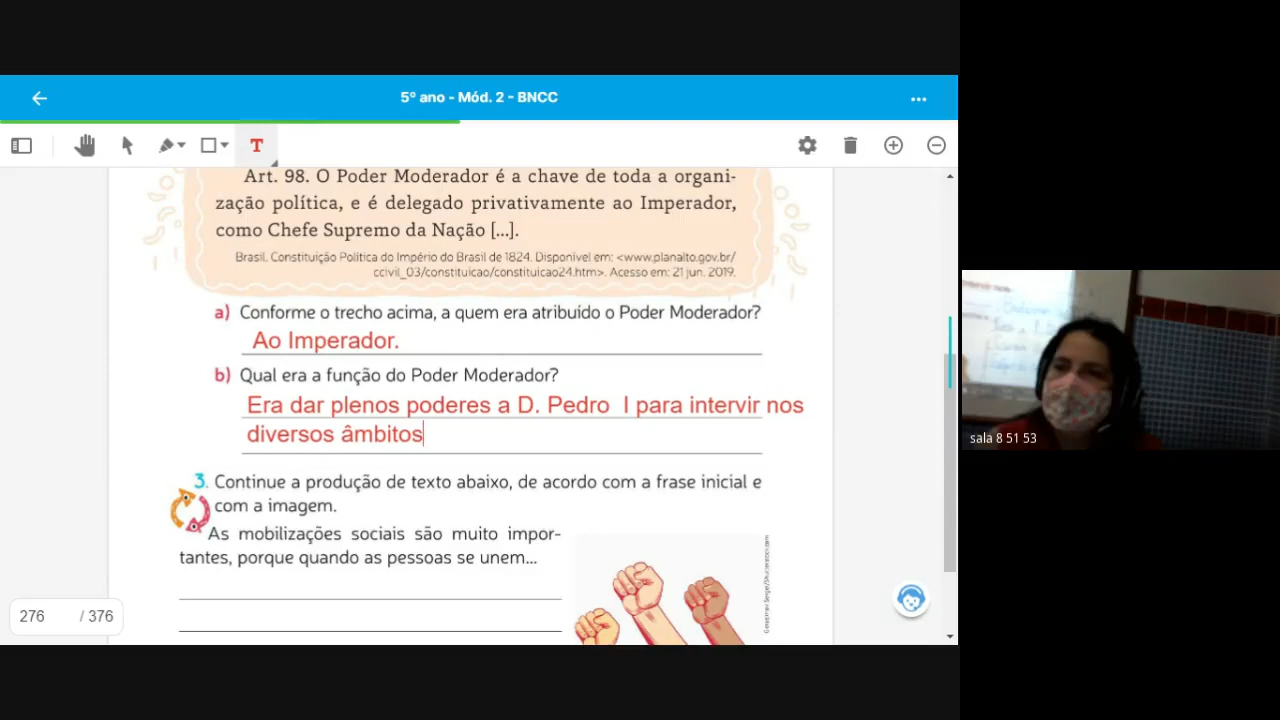 5º ano - Mód. 2 - BNCC
T
Art. 98. O Poder Moderador é a chave de toda a organi-
zação política, e é delegado privativamente ao Imperador,
como Chefe Supremo da Nação [...].
Brasil. Constituição Política do Império do Brasil de 1824. Disponível em: <www.planalto.gov.br/
ccivil_03/constituicao/constituicao24.htm>. Acesso em: 21 jun. 2019.
a) Conforme o trecho acima, a quem era atribuído o Poder Moderador?
Ao Imperador.
b) Qual era a função do Poder Moderador?
Era dar plenos poderes a D. Pedro I para intervir nos
diversos âmbitos
3. Continue a produção de texto abaixo, de acordo com a frase inicial e
com a imagem.
As mobilizações sociais são muito impor-
tantes, porque quando as pessoas se unem...
276 / 376
sala 8 51 53